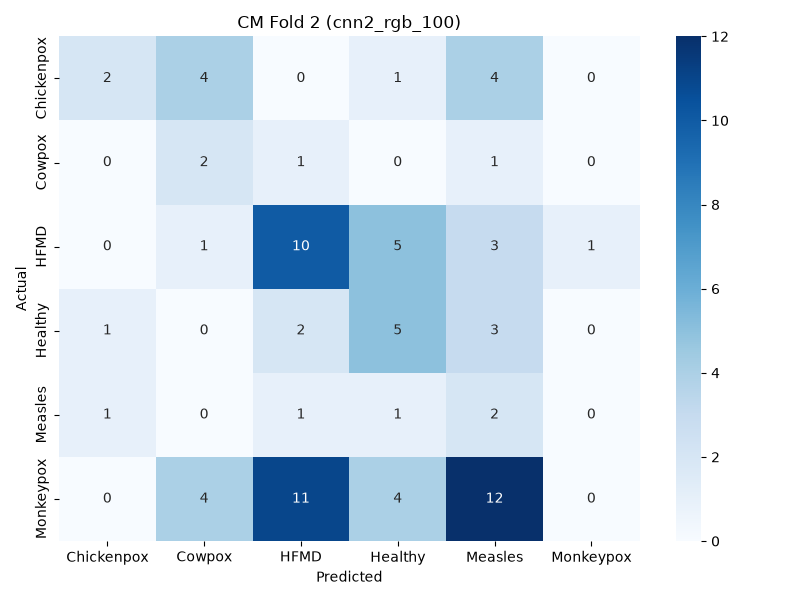 CM Fold 2 (cnn2_rgb_100)
Actual
Chickenpox 2 4 0 1 4 0
Cowpox 0 2 1 0 1 0
HFMD 0 1 10 5 3 1
Healthy 1 0 2 5 3 0
Measles 1 0 1 1 2 0
Monkeypox 0 4 11 4 12 0
Chickenpox Cowpox HFMD Healthy Measles Monkeypox
Predicted
12
10
8
6
4
2
0